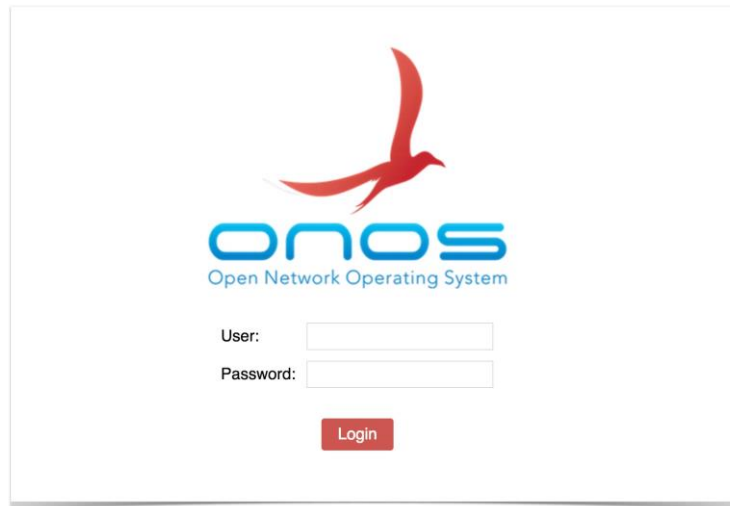 onos
Open Network Operating System
User:
Password:
Login